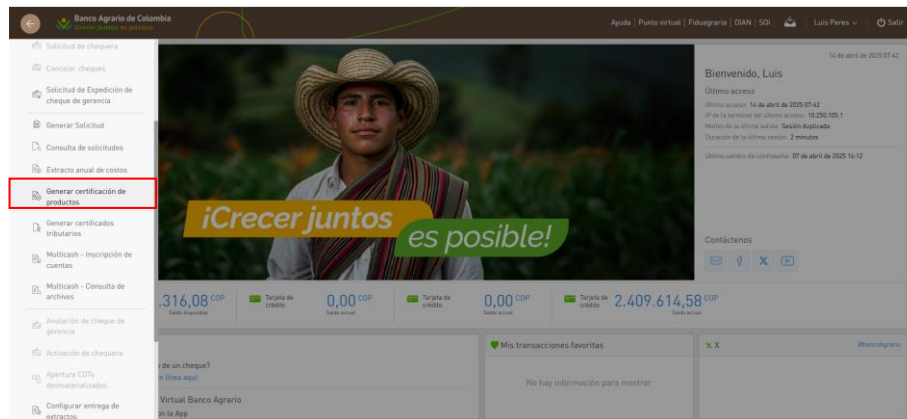 Banco Agrario de Colombia
Crecer juntos es posible
Ayuda | Punto virtual | Fiduagraria | DIAN | SOI | Luis Peres | Salir
Solicitud de chequera
Cancelar cheques
Solicitud de Expedición de
cheque de gerencia
Generar Solicitud
Consulta de solicitudes
Extracto anual de costos
Generar certificación de
productos
Generar certificados
tributarios
Multicash - Inscripción de
cuentas
Multicash - Consulta de
archivos
Anulación de cheque de
gerencia
Activación de chequera
Apertura CDTs
desmaterializados
Configurar entrega de
extractos
¡Crecer juntos
es posible!
14 de abril de 2025 07:42
Bienvenido, Luis
Último acceso
Último acceso: 14 de abril de 2025 07:42
IP de la terminal del último acceso: 10.250.105.1
Motivo de la última salida: Sesión duplicada
Duración de la última sesión: 2 minutos
Último cambio de contraseña: 07 de abril de 2025 16:12
Contáctenos
.316,08 COP
Saldo disponible
Tarjeta de
crédito
0,00 COP
Saldo actual
Tarjeta de
crédito
0,00 COP
Saldo actual
Tarjeta de
crédito
2.409.614,58 COP
Saldo actual
de un cheque?
en línea aquí
Virtual Banco Agrario
on la App
Mis transacciones favoritas
No hay información para mostrar
X
@bancoAgrario